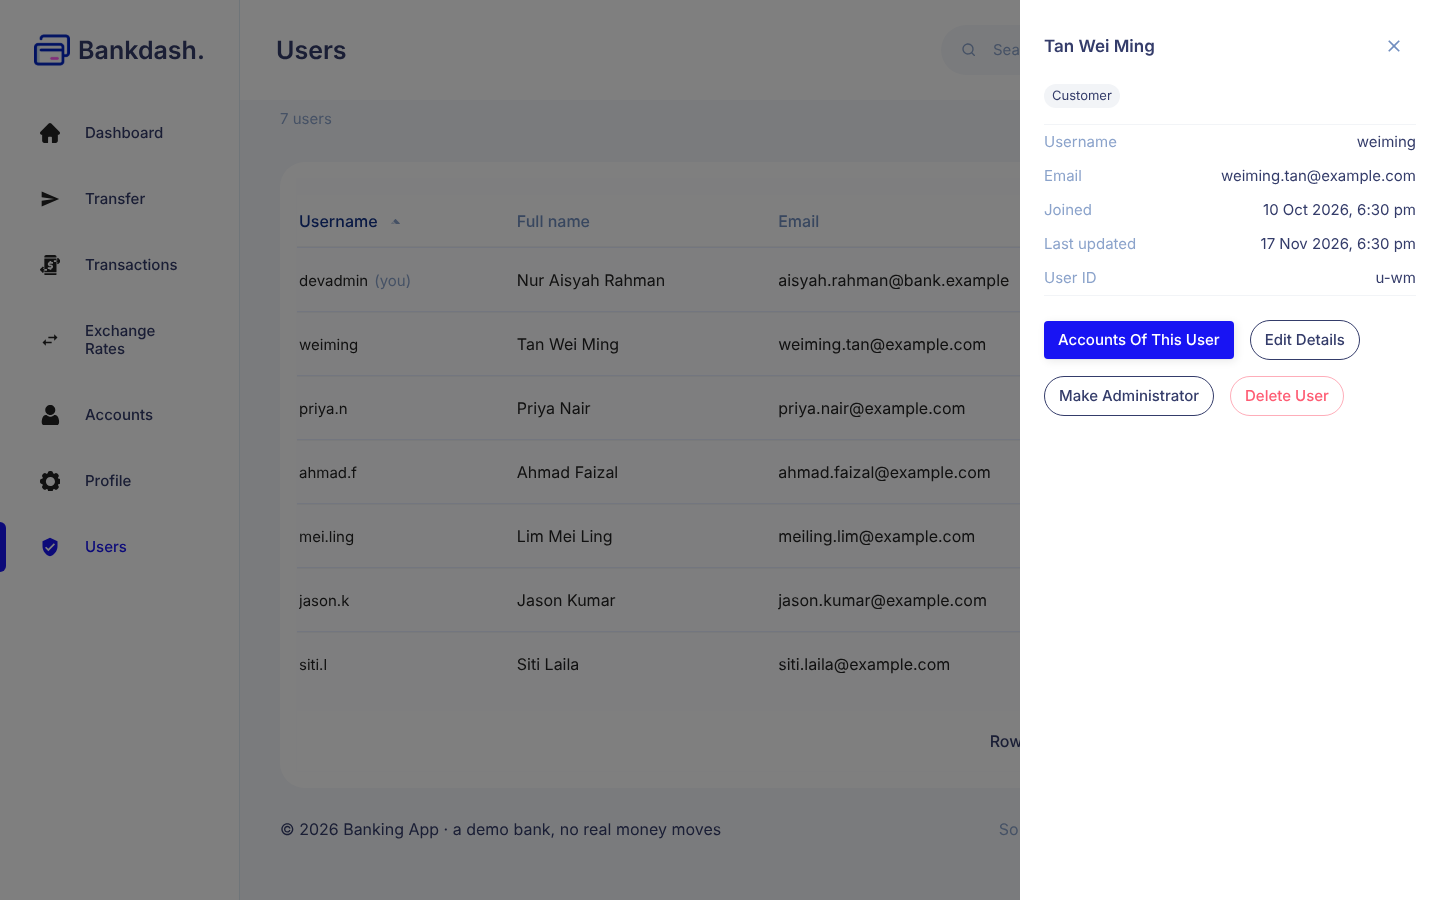 Bankdash.
Dashboard
Transfer
Transactions
Exchange
Rates
Accounts
Profile
Users
Users
7 users
Username
Full name
Email
devadmin (you)
Nur Aisyah Rahman
aisyah.rahman@bank.example
weiming
Tan Wei Ming
weiming.tan@example.com
priya.n
Priya Nair
priya.nair@example.com
ahmad.f
Ahmad Faizal
ahmad.faizal@example.com
mei.ling
Lim Mei Ling
meiling.lim@example.com
jason.k
Jason Kumar
jason.kumar@example.com
siti.l
Siti Laila
siti.laila@example.com
© 2026 Banking App · a demo bank, no real money moves
Tan Wei Ming
Customer
Username
weiming
Email
weiming.tan@example.com
Joined
10 Oct 2026, 6:30 pm
Last updated
17 Nov 2026, 6:30 pm
User ID
u-wm
Accounts Of This User
Edit Details
Make Administrator
Delete User